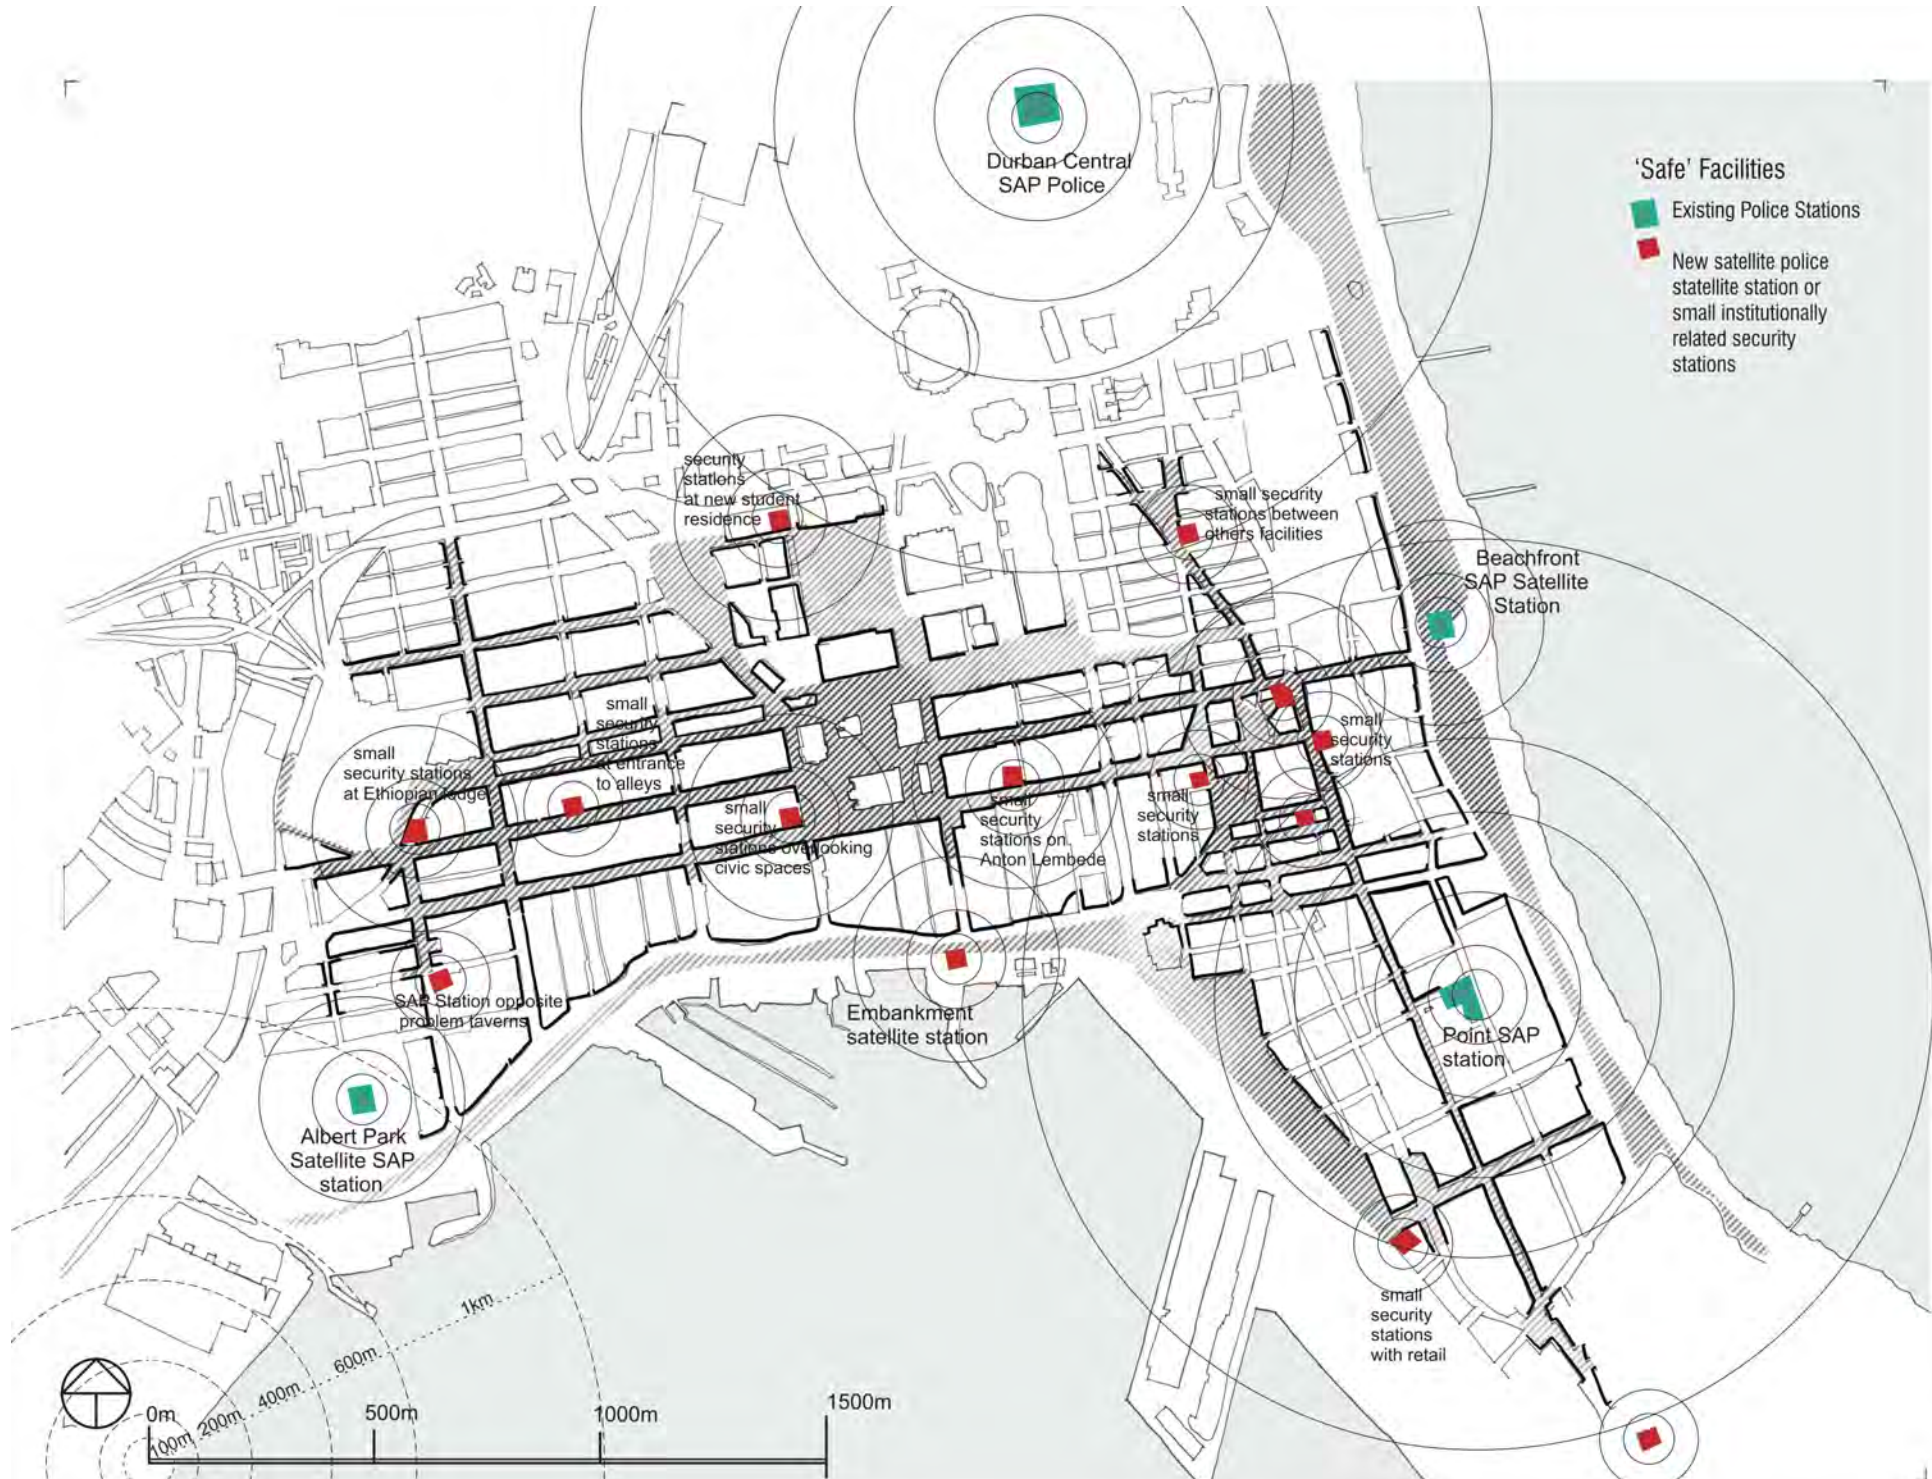 Durban Central
SAP Police
'Safe' Facilities
Existing Police Stations
New satellite police
statellite station or
small institutionally
related security
stations
security
stations
at new student
residence
small security
stations between
others facilities
Beachfront
SAP Satellite
Station
small
security
stations
at entrance
to alleys
small
security stations
at Ethiopian lodge
small
security
stations overlooking
civic spaces
small
security
stations on
Anton Lembede
small
security
stations
small
security
stations
SAP Station opposite
problem taverns
Embankment
satellite station
Point SAP
station
Albert Park
Satellite SAP
station
small
security
stations
with retail
1km
600m
400m
200m
100m
0m
500m
1000m
1500m